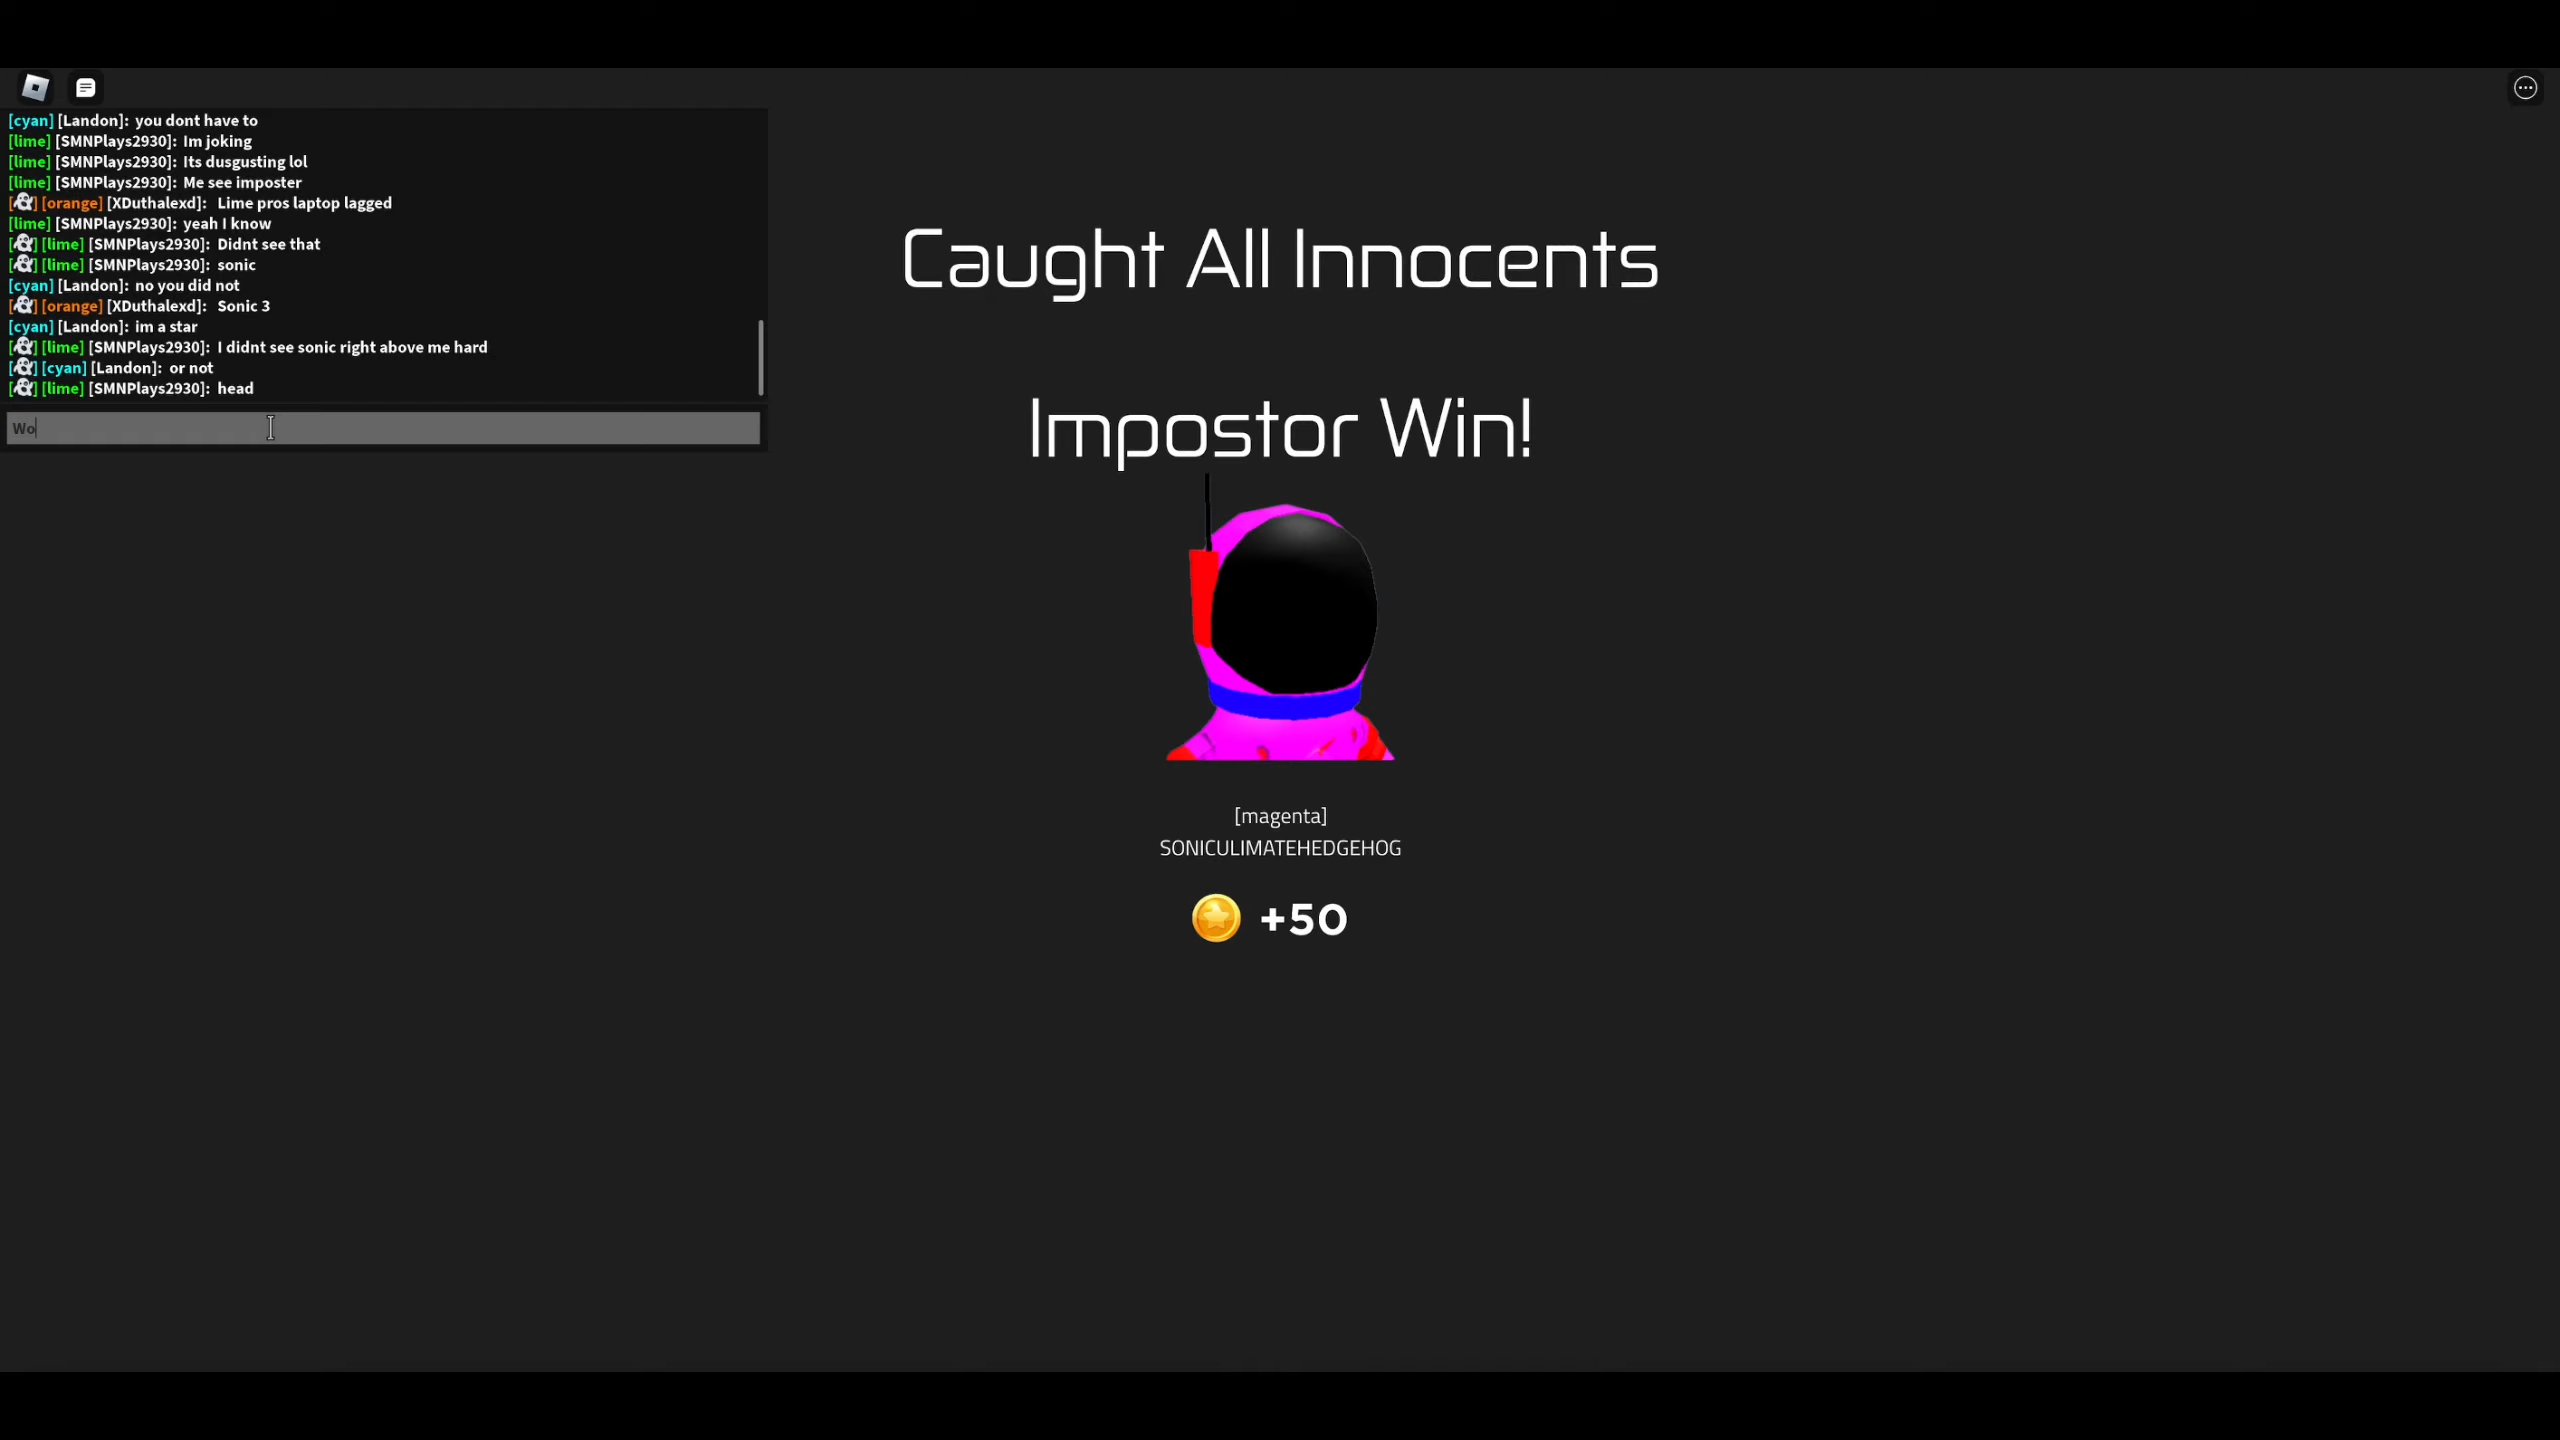 [cyan] [Landon]: you dont have to
[lime] [SMNPlays2930]: Im joking
[lime] [SMNPlays2930]: Its dusgusting lol
[lime] [SMNPlays2930]: Me see imposter
[👻] [orange] [XDuthalexd]: Lime pros laptop lagged
[lime] [SMNPlays2930]: yeah I know
[👻] [lime] [SMNPlays2930]: Didnt see that
[👻] [lime] [SMNPlays2930]: sonic
[cyan] [Landon]: no you did not
[👻] [orange] [XDuthalexd]: Sonic 3
[cyan] [Landon]: im a star
[👻] [lime] [SMNPlays2930]: I didnt see sonic right above me hard
[👻] [cyan] [Landon]: or not
[👻] [lime] [SMNPlays2930]: head
Wo
Caught All Innocents
Impostor Win!
[magenta]
SONICULIMATEHEDGEHOG
+50